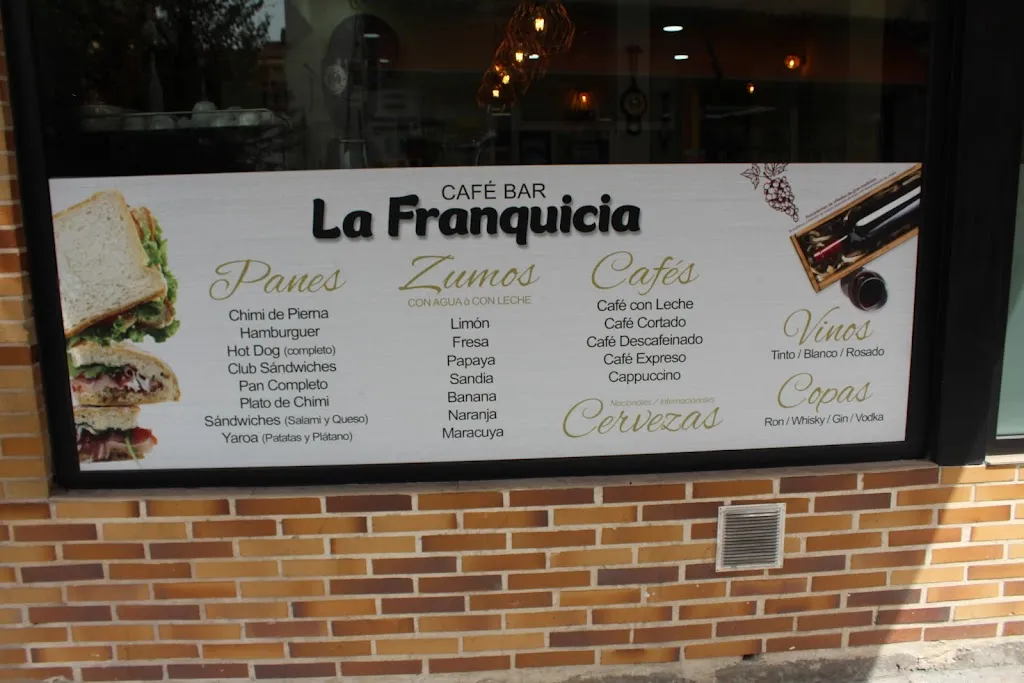 CAFÉ BAR
La Franquicia
Panes
Chimi de Pierna
Hamburguer
Hot Dog (completo)
Club Sándwiches
Pan Completo
Plato de Chimi
Sándwiches (Salami y Queso)
Yaroa (Patatas y Plátano)
Zumos
CON AGUA ò CON LECHE
Limón
Fresa
Papaya
Sandia
Banana
Naranja
Maracuya
Cafés
Café con Leche
Café Cortado
Café Descafeinado
Café Expreso
Cappuccino
Nacionales / Internacionales
Cervezas
Vinos
Tinto / Blanco / Rosado
Copas
Ron / Whisky / Gin / Vodka